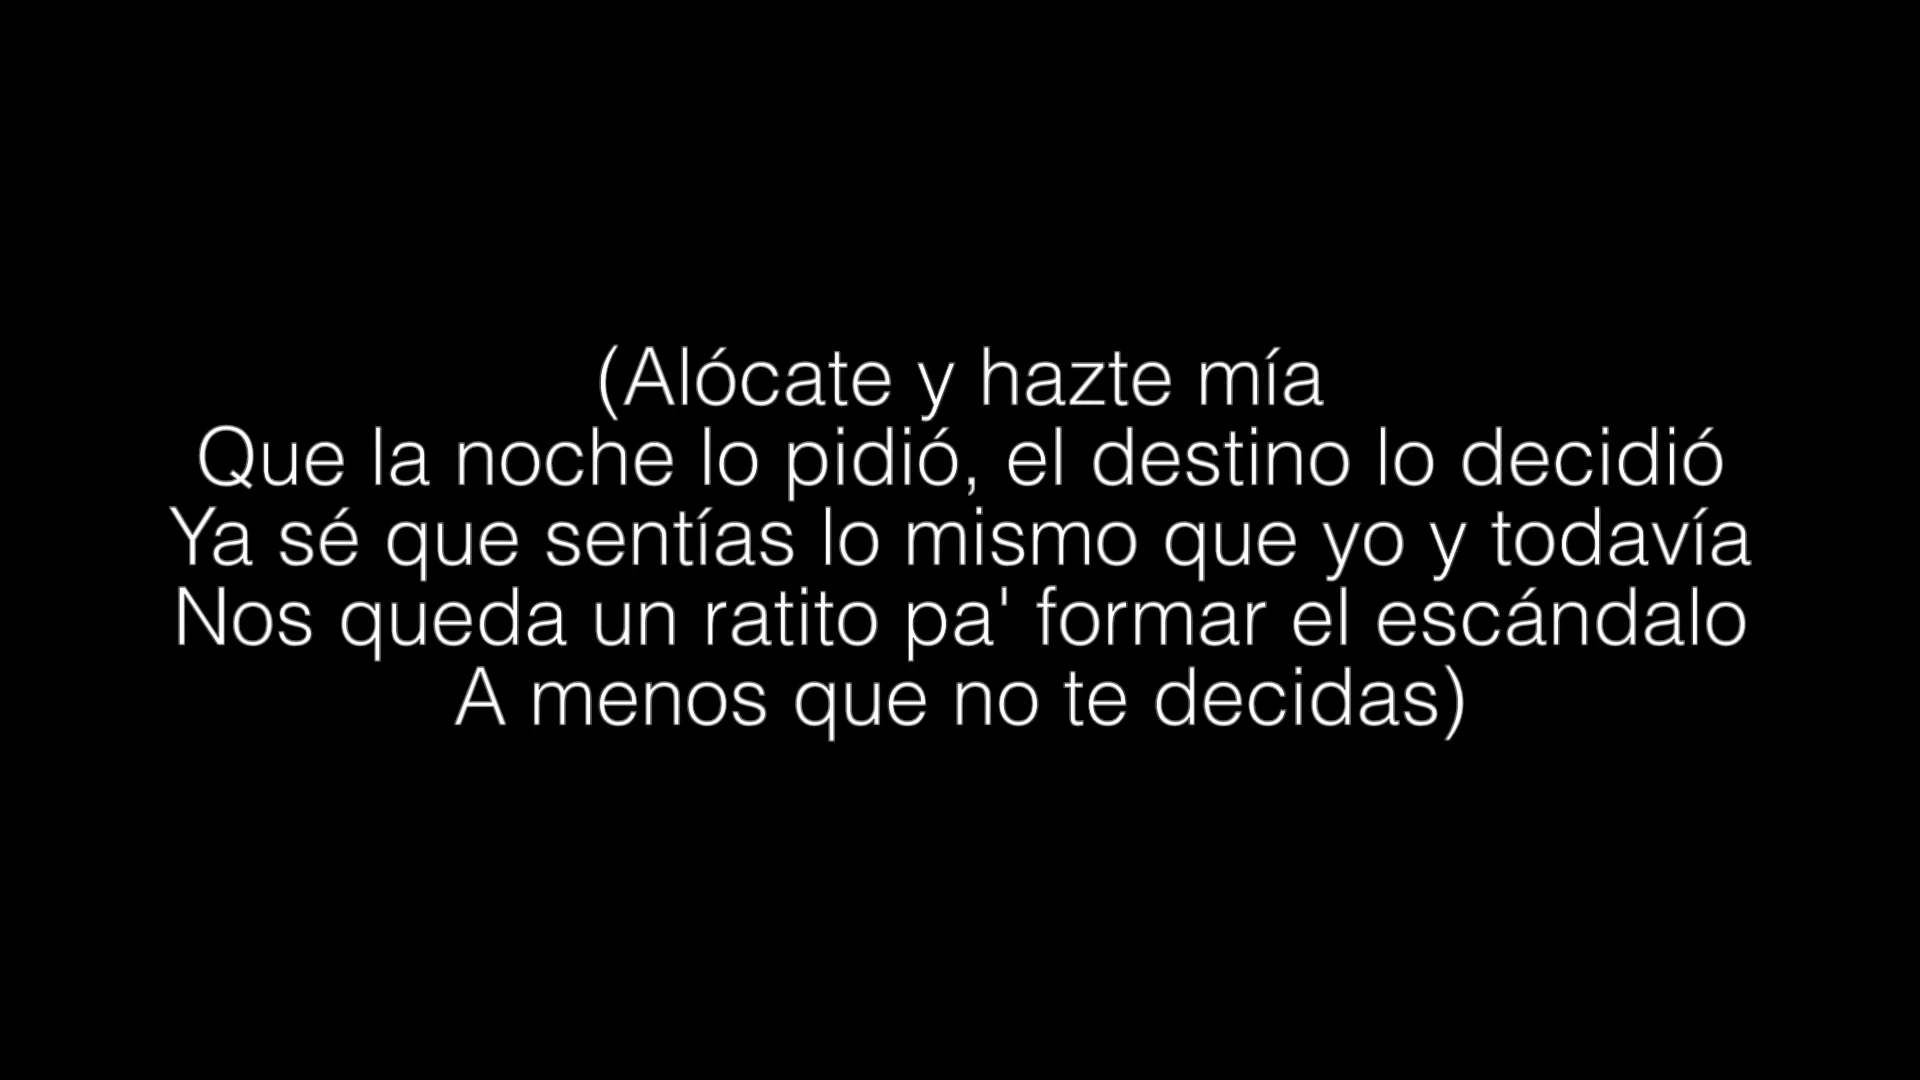 (Alócate y hazte mía
Que la noche lo pidió, el destino lo decidió
Ya sé que sentías lo mismo que yo y todavía
Nos queda un ratito pa' formar el escándalo
A menos que no te decidas)